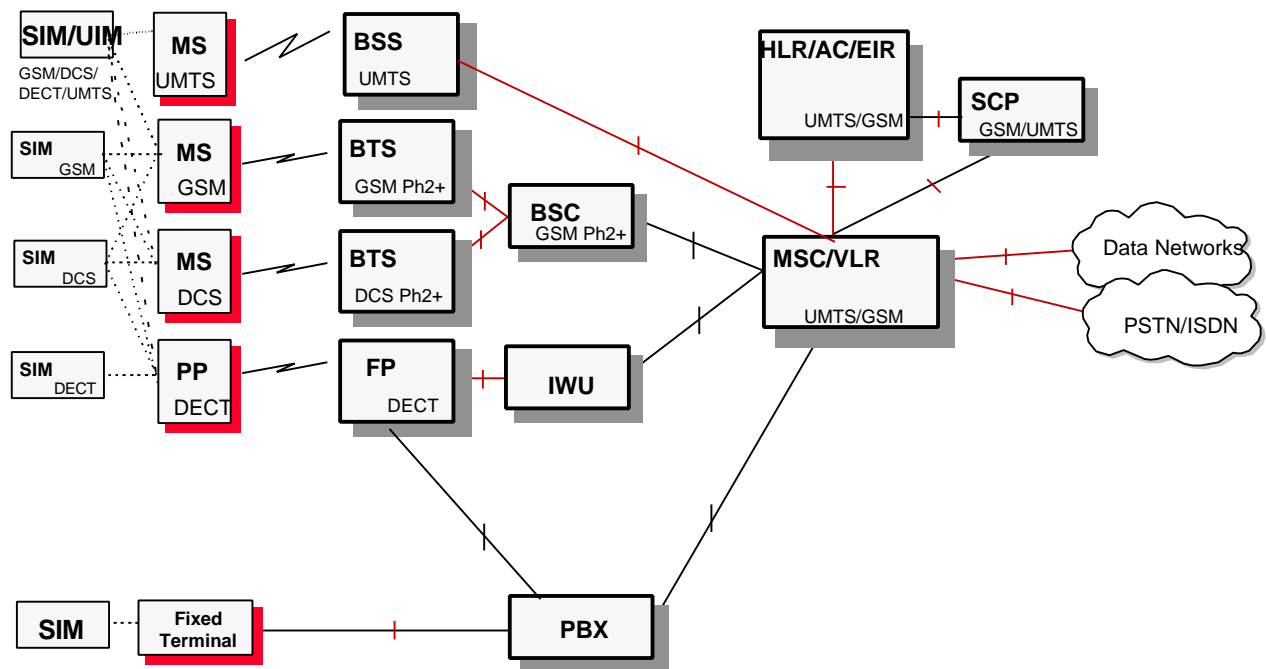 SIM/UIM
GSM/DCS/
DECT/UMTS
MS
UMTS
BSS
UMTS
HLR/AC/EIR
UMTS/GSM
SCP
GSM/UMTS
SIM
GSM
MS
GSM
BTS
GSM Ph2+
BSC
GSM Ph2+
SIM
DCS
MS
DCS
BTS
DCS Ph2+
MSC/VLR
UMTS/GSM
Data Networks
PSTN/ISDN
SIM
DECT
PP
DECT
FP
DECT
IWU
SIM
Fixed
Terminal
PBX